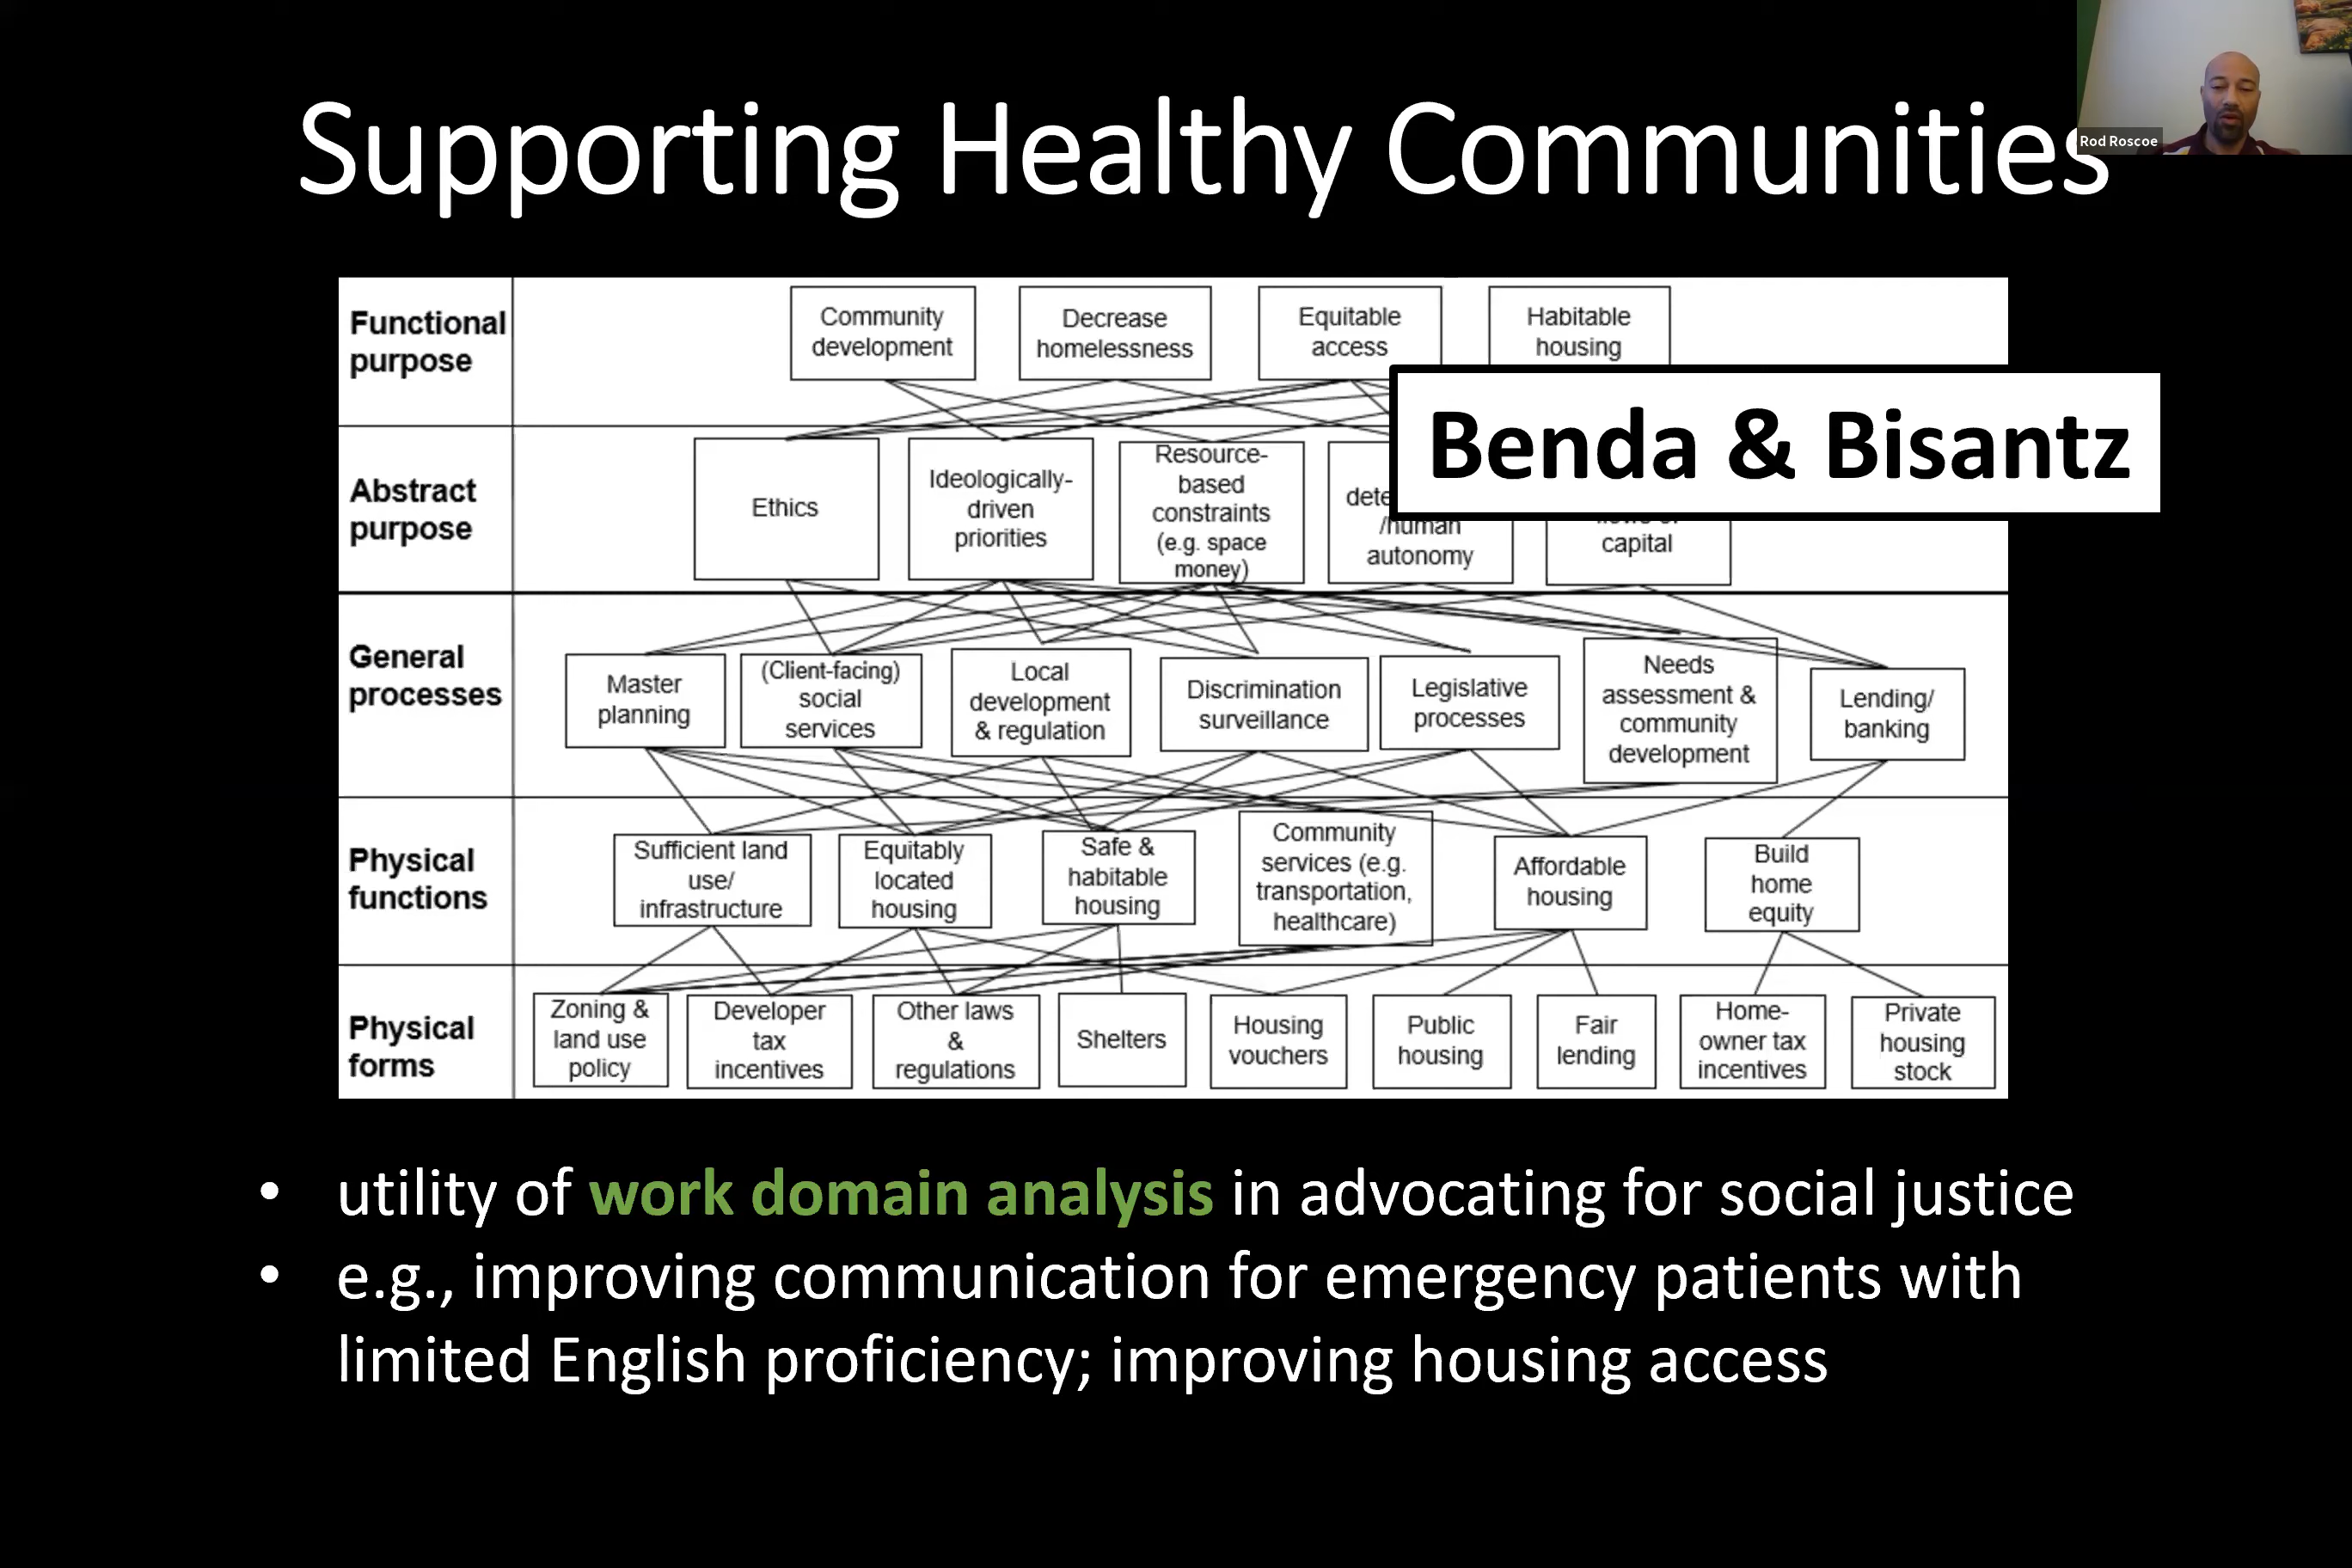 Supporting Healthy Communities
Rod Roscoe
Functional
purpose
Community
development
Decrease
homelessness
Equitable
access
Habitable
housing
Benda & Bisantz
Abstract
purpose
Ethics
Ideologically-
driven
priorities
Resource-
based
constraints
(e.g. space
money)
/human
autonomy
capital
General
processes
Master
planning
(Client-facing)
social
services
Local
development
& regulation
Discrimination
surveillance
Legislative
processes
Needs
assessment &
community
development
Lending/
banking
Physical
functions
Sufficient land
use/
infrastructure
Equitably
located
housing
Safe &
habitable
housing
Community
services (e.g.
transportation,
healthcare)
Affordable
housing
Build
home
equity
Physical
forms
Zoning &
land use
policy
Developer
tax
incentives
Other laws
&
regulations
Shelters
Housing
vouchers
Public
housing
Fair
lending
Home-
owner tax
incentives
Private
housing
stock
• utility of work domain analysis in advocating for social justice
• e.g., improving communication for emergency patients with
limited English proficiency; improving housing access